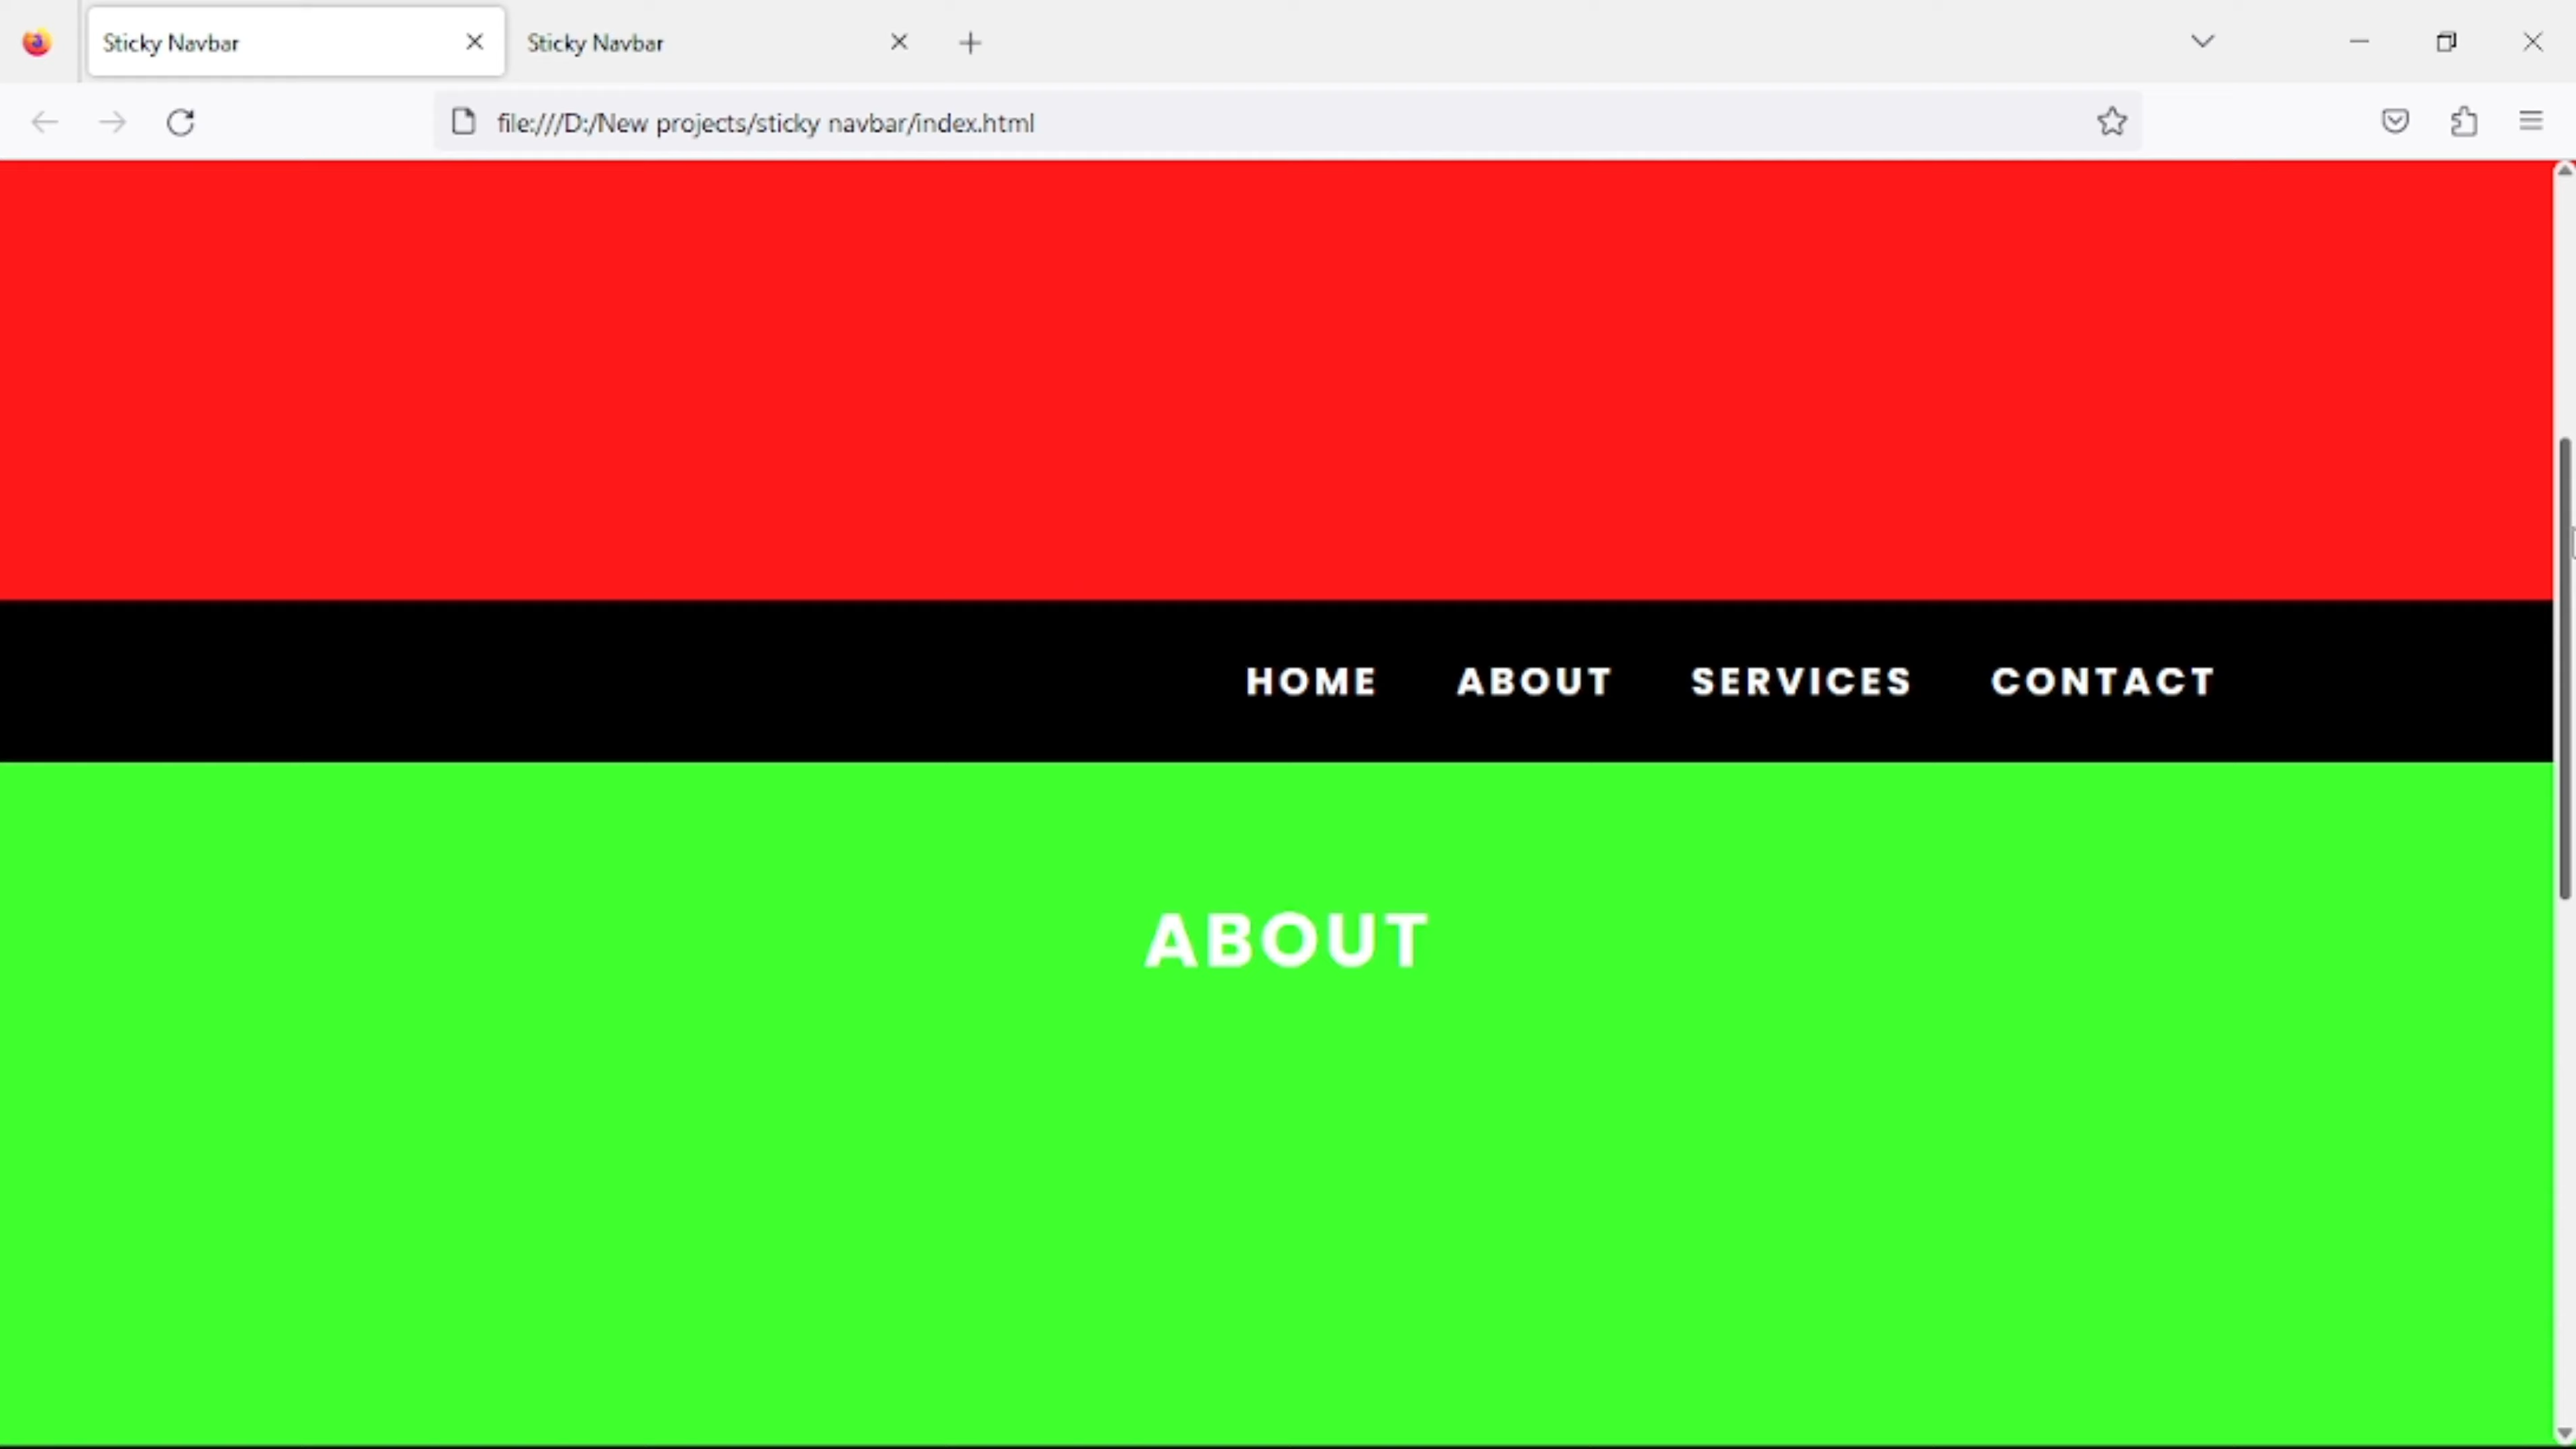 Sticky Navbar
Sticky Navbar
file:///D:/New projects/sticky navbar/index.html
HOME ABOUT SERVICES CONTACT
ABOUT